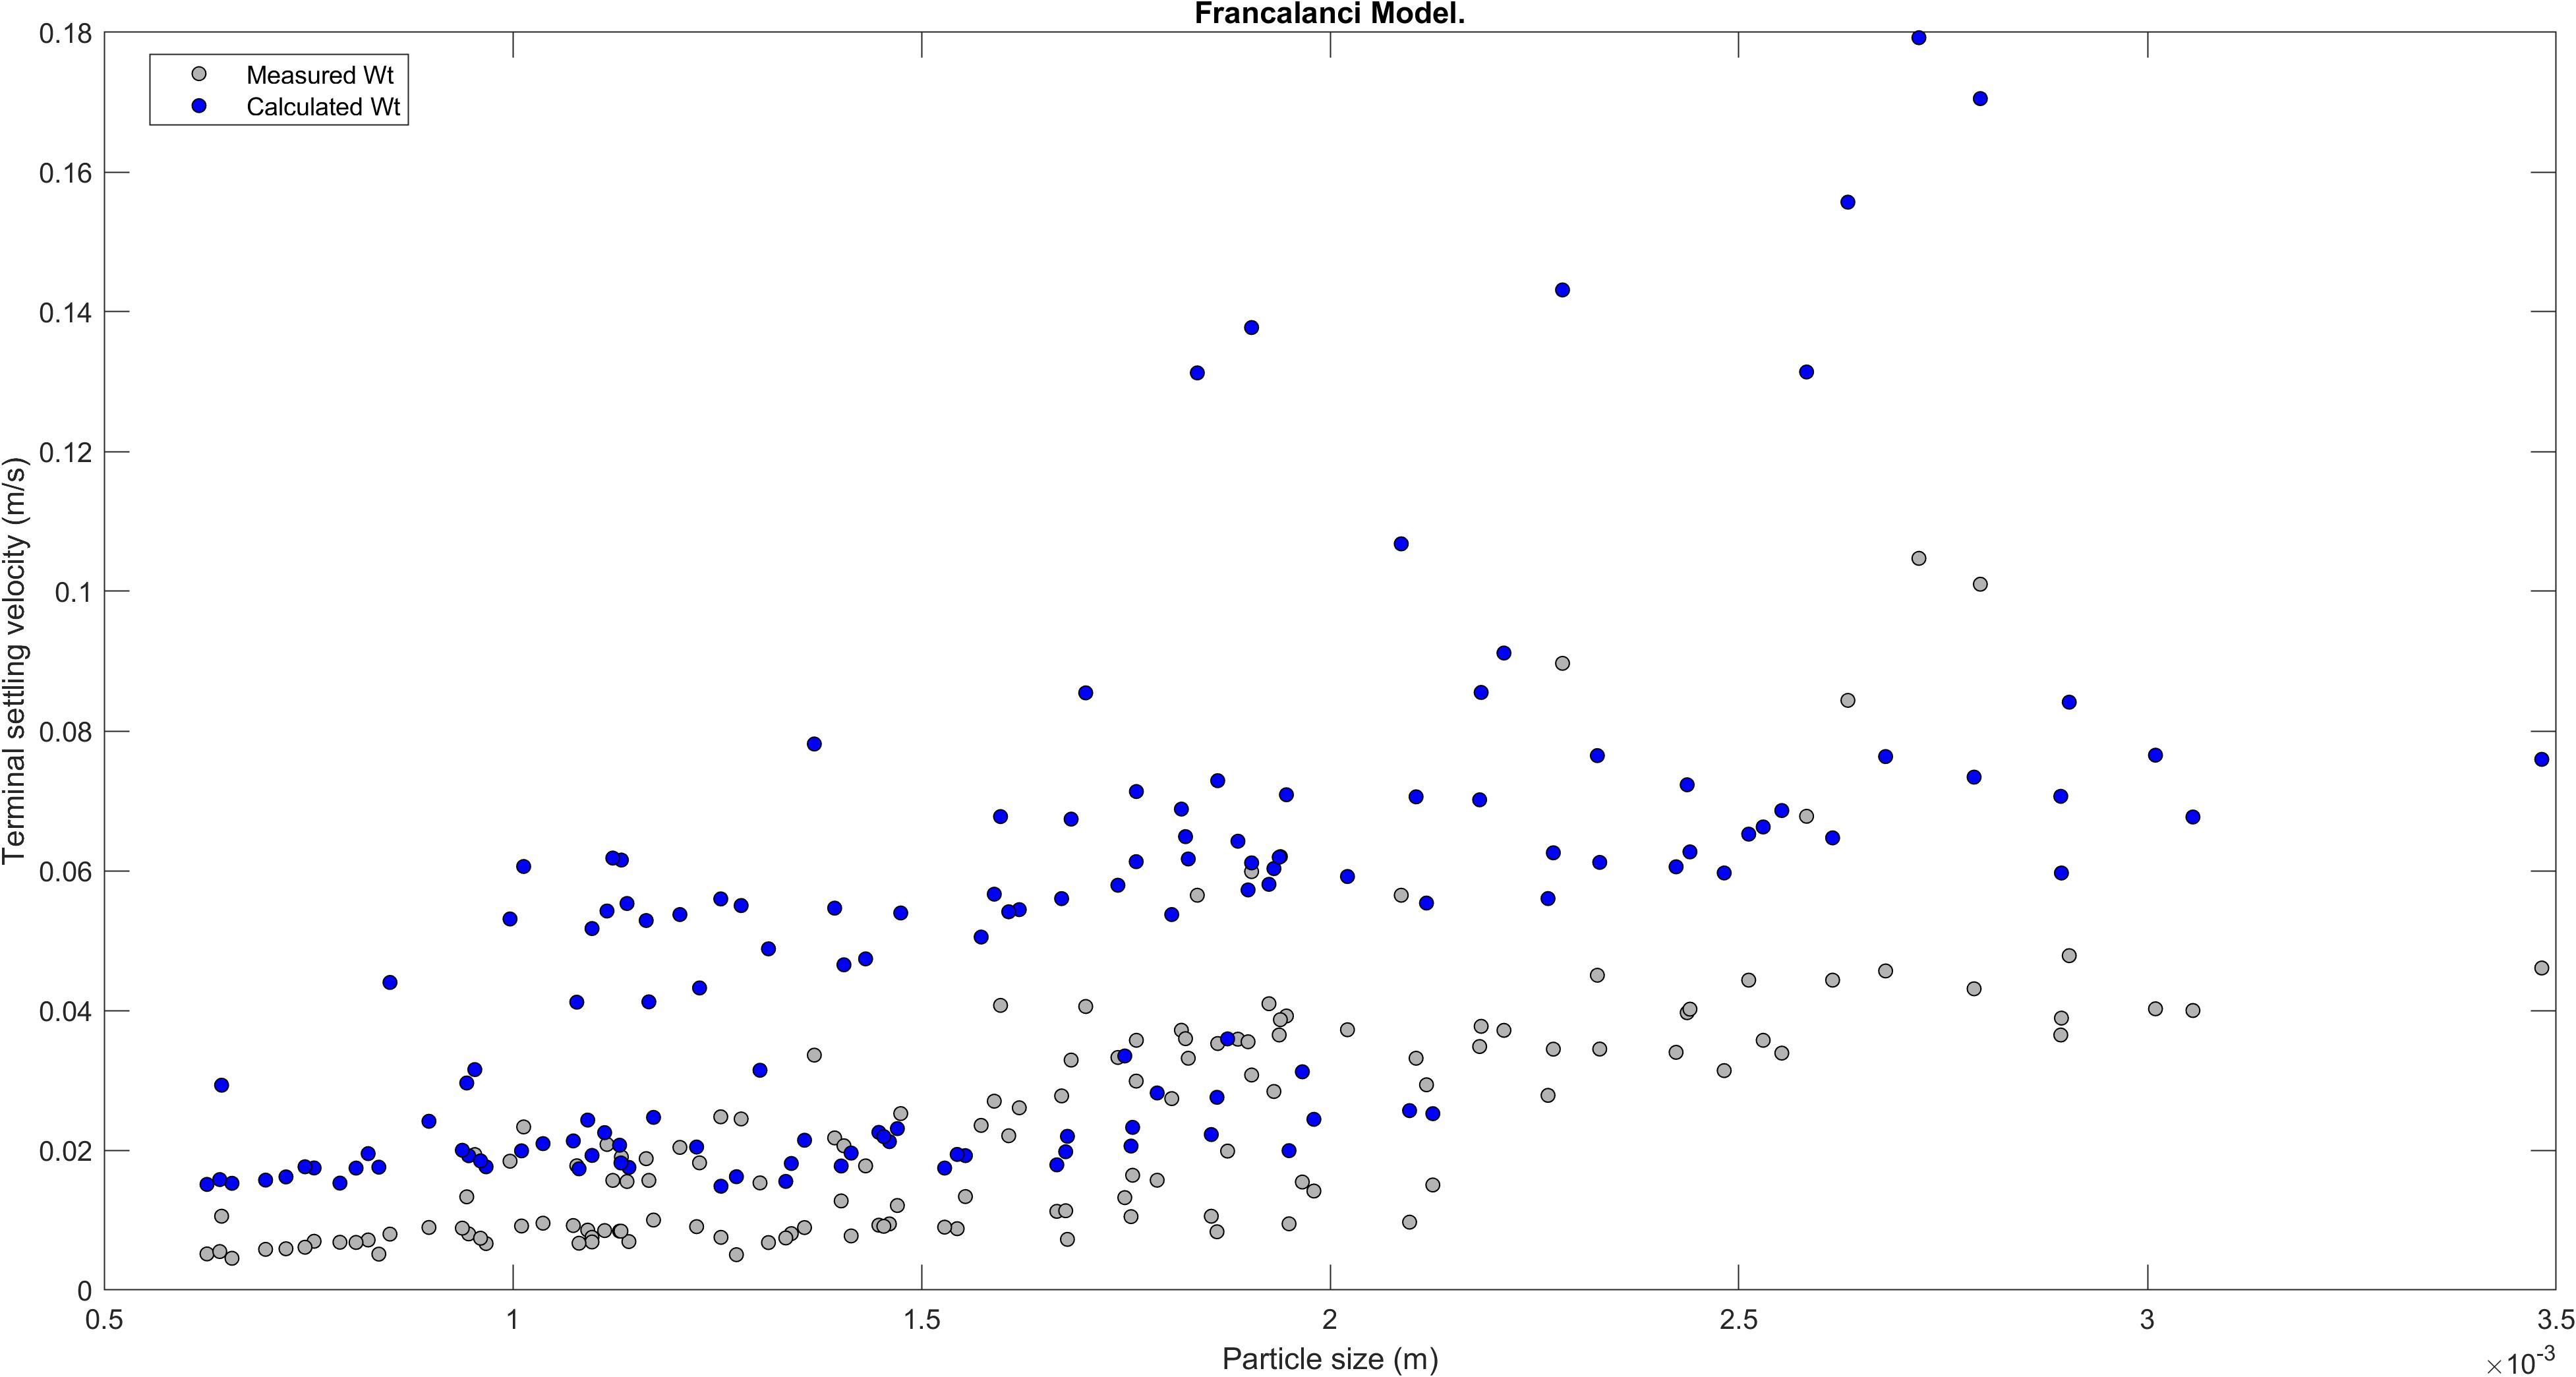 Francalanci Model.
Measured Wt
Calculated Wt
0.18
0.16
0.14
0.12
0.1
0.08
0.06
0.04
0.02
0
Terminal settling velocity (m/s)
0.5 1 1.5 2 2.5 3 3.5
Particle size (m)
×10-3